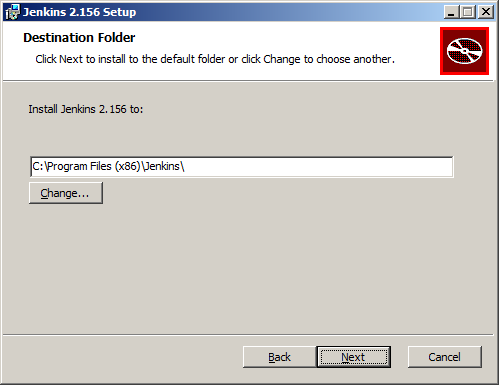 Jenkins 2.156 Setup
Destination Folder
Click Next to install to the default folder or click Change to choose another.
Install Jenkins 2.156 to:
C:\Program Files (x86)\Jenkins\
Change...
Back Next Cancel